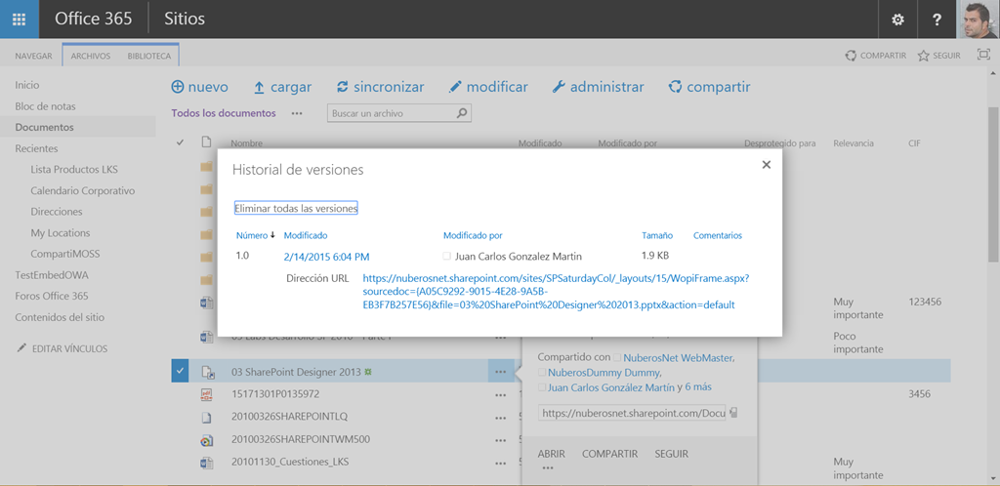 Office 365
Sitios
?
NAVEGAR
ARCHIVOS
BIBLIOTECA
COMPARTIR
SEGUIR
Inicio
Bloc de notas
Documentos
Recientes
Lista Productos LKS
Calendario Corporativo
Direcciones
My Locations
CompartiMOSS
TestEmbedOWA
Foros Office 365
Contenidos del sitio
EDITAR VÍNCULOS
nuevo
cargar
sincronizar
modificar
administrar
compartir
Todos los documentos
Buscar un archivo
Nombre
Modificado
Modificado por
Desprotegido para
Relevancia
CIF
Historial de versiones
Eliminar todas las versiones
Número
Modificado
Modificado por
Tamaño
Comentarios
1.0
2/14/2015 6:04 PM
Juan Carlos Gonzalez Martin
1.9 KB
Dirección URL
https://nuberosnet.sharepoint.com/sites/SPSaturdayCol/_layouts/15/WopiFrame.aspx?
sourcedoc={A05C9292-9015-4E28-9A5B-
EB3F7B257E56}&file=03%20SharePoint%20Designer%202013.pptx&action=default
Muy
importante
123456
Poco
importante
03 SharePoint Designer 2013
15171301P0135972
3456
20100326SHAREPOINTLQ
20100326SHAREPOINTWM500
20101130_Cuestiones_LKS
Muy
importante
Compartido con
NuberosNet WebMaster,
NuberosDummy Dummy,
Juan Carlos González Martín y 6 más
https://nuberosnet.sharepoint.com/Docu
ABRIR
COMPARTIR
SEGUIR